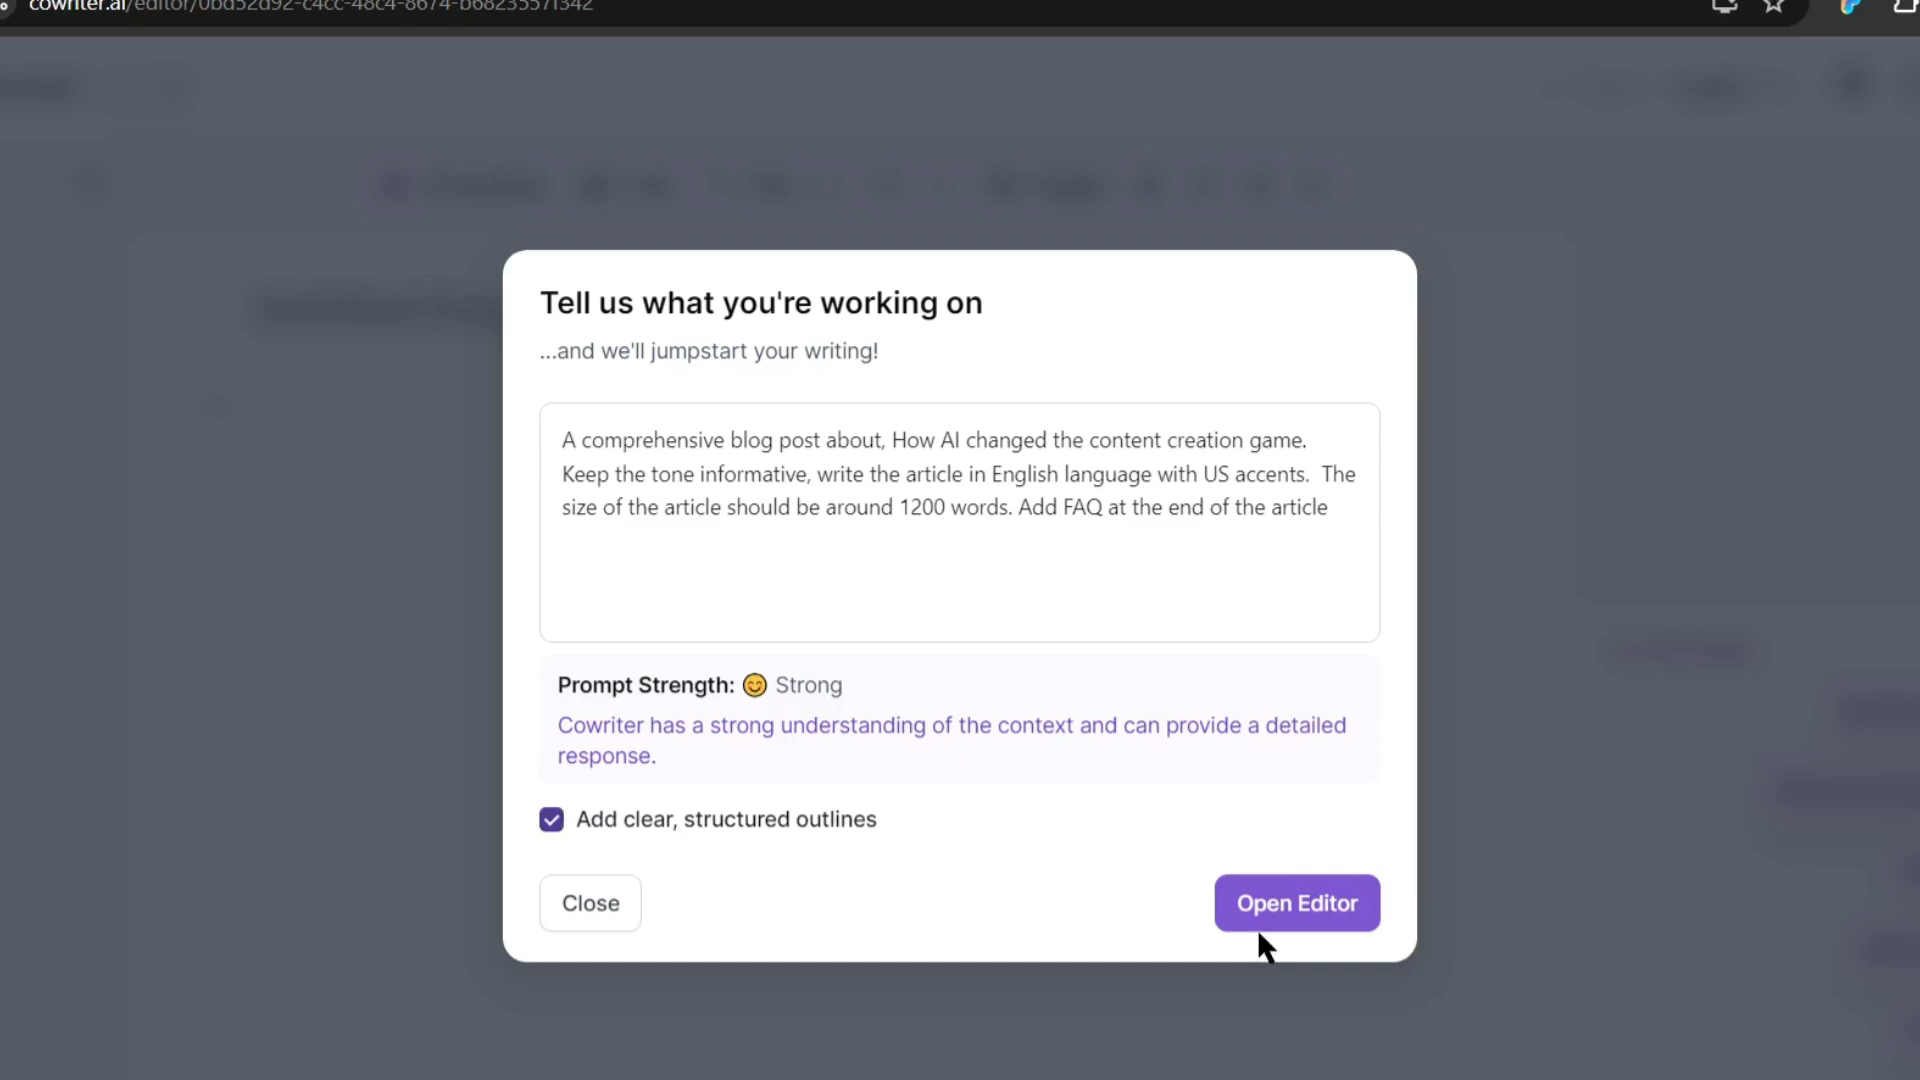 cowriter.ai/editor/0bd52d92-c4cc-48c4-8674-b68235571342
Tell us what you're working on
...and we'll jumpstart your writing!
A comprehensive blog post about, How AI changed the content creation game.
Keep the tone informative, write the article in English language with US accents. The
size of the article should be around 1200 words. Add FAQ at the end of the article
Prompt Strength: 😊 Strong
Cowriter has a strong understanding of the context and can provide a detailed
response.
Add clear, structured outlines
Close
Open Editor